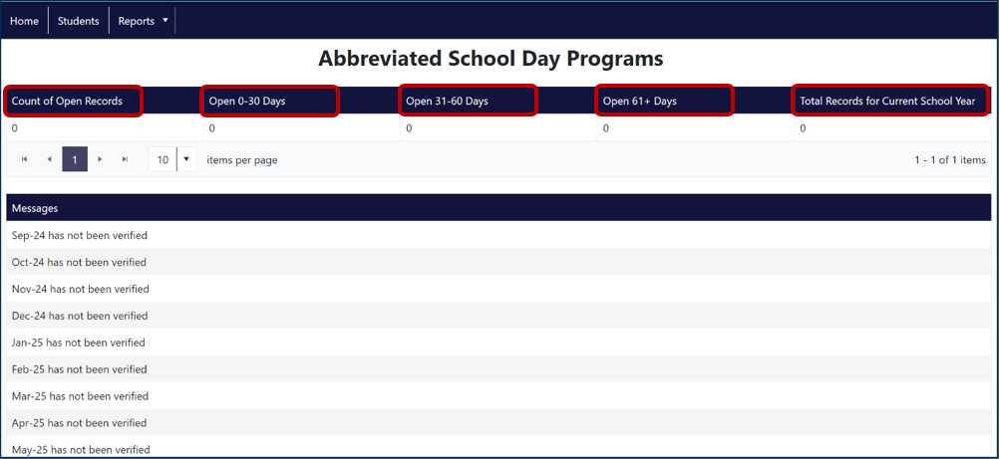 Home Students Reports
Abbreviated School Day Programs
Count of Open Records Open 0-30 Days Open 31-60 Days Open 61+ Days Total Records for Current School Year
0 0 0 0 0
1 10 items per page 1 - 1 of 1 items
Messages
Sep-24 has not been verified
Oct-24 has not been verified
Nov-24 has not been verified
Dec-24 has not been verified
Jan-25 has not been verified
Feb-25 has not been verified
Mar-25 has not been verified
Apr-25 has not been verified
May-25 has not been verified